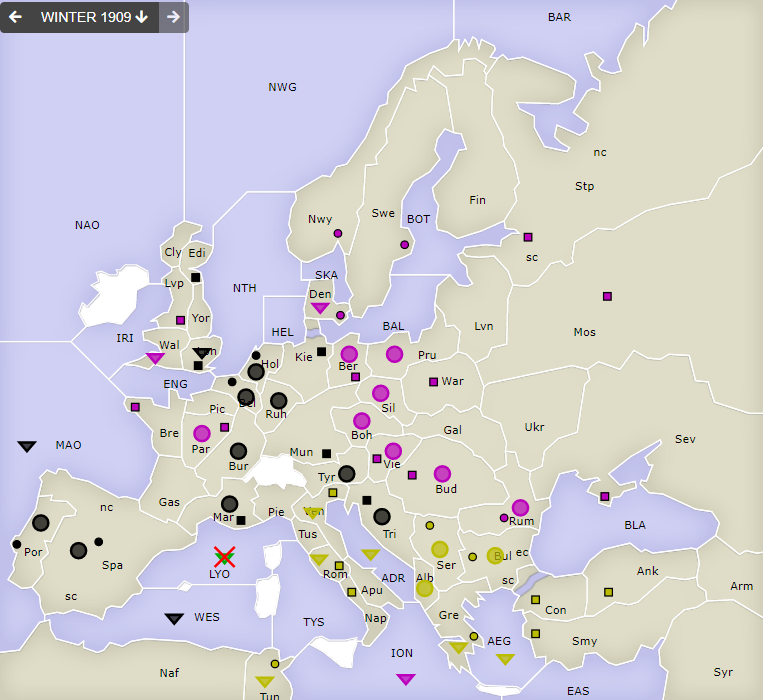 WINTER 1909
BAR
NWG
nc
Stp
Fin
Swe
Nwy
BOT
NAO
Cly Edi
sc
SKA
Lvp
NTH
Den
Yor
HEL
BAL
Lvn
Mos
IRI
Wal
Lon
Kie
Ber
Pru
Hol
ENG
War
Bel
Pic
Ruh
Sil
Gal
Ukr
Bre
Par
Boh
Sev
MAO
Mun
Vie
Bur
Tyr
Bud
nc
Gas
Mar
Pie
Ven
Rum
BLA
Por
Spa
Tus
Tri
Ser
Bul ec
LYO
Rom
ADR
Alb
sc
Ank
Arm
sc
Apu
Con
WES
TYS
Nap
Gre
AEG
Smy
ION
Naf
Syr
Tun
EAS